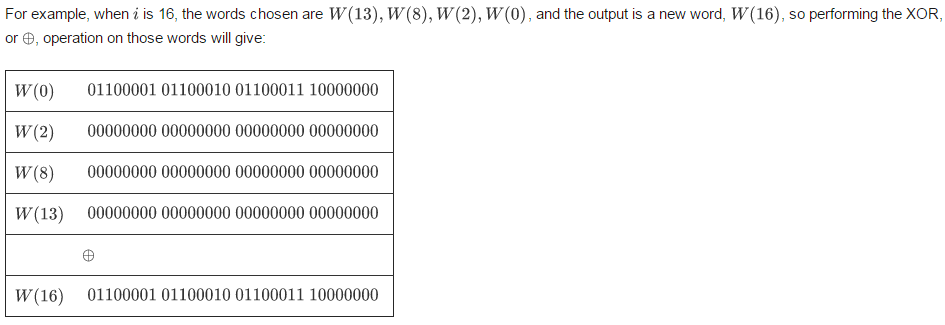 For example, when i is 16, the words chosen are W(13), W(8), W(2), W(0), and the output is a new word, W(16), so performing the XOR,
or ⊕, operation on those words will give:
W(0) 01100001 01100010 01100011 10000000
W(2) 00000000 00000000 00000000 00000000
W(8) 00000000 00000000 00000000 00000000
W(13) 00000000 00000000 00000000 00000000
⊕
W(16) 01100001 01100010 01100011 10000000